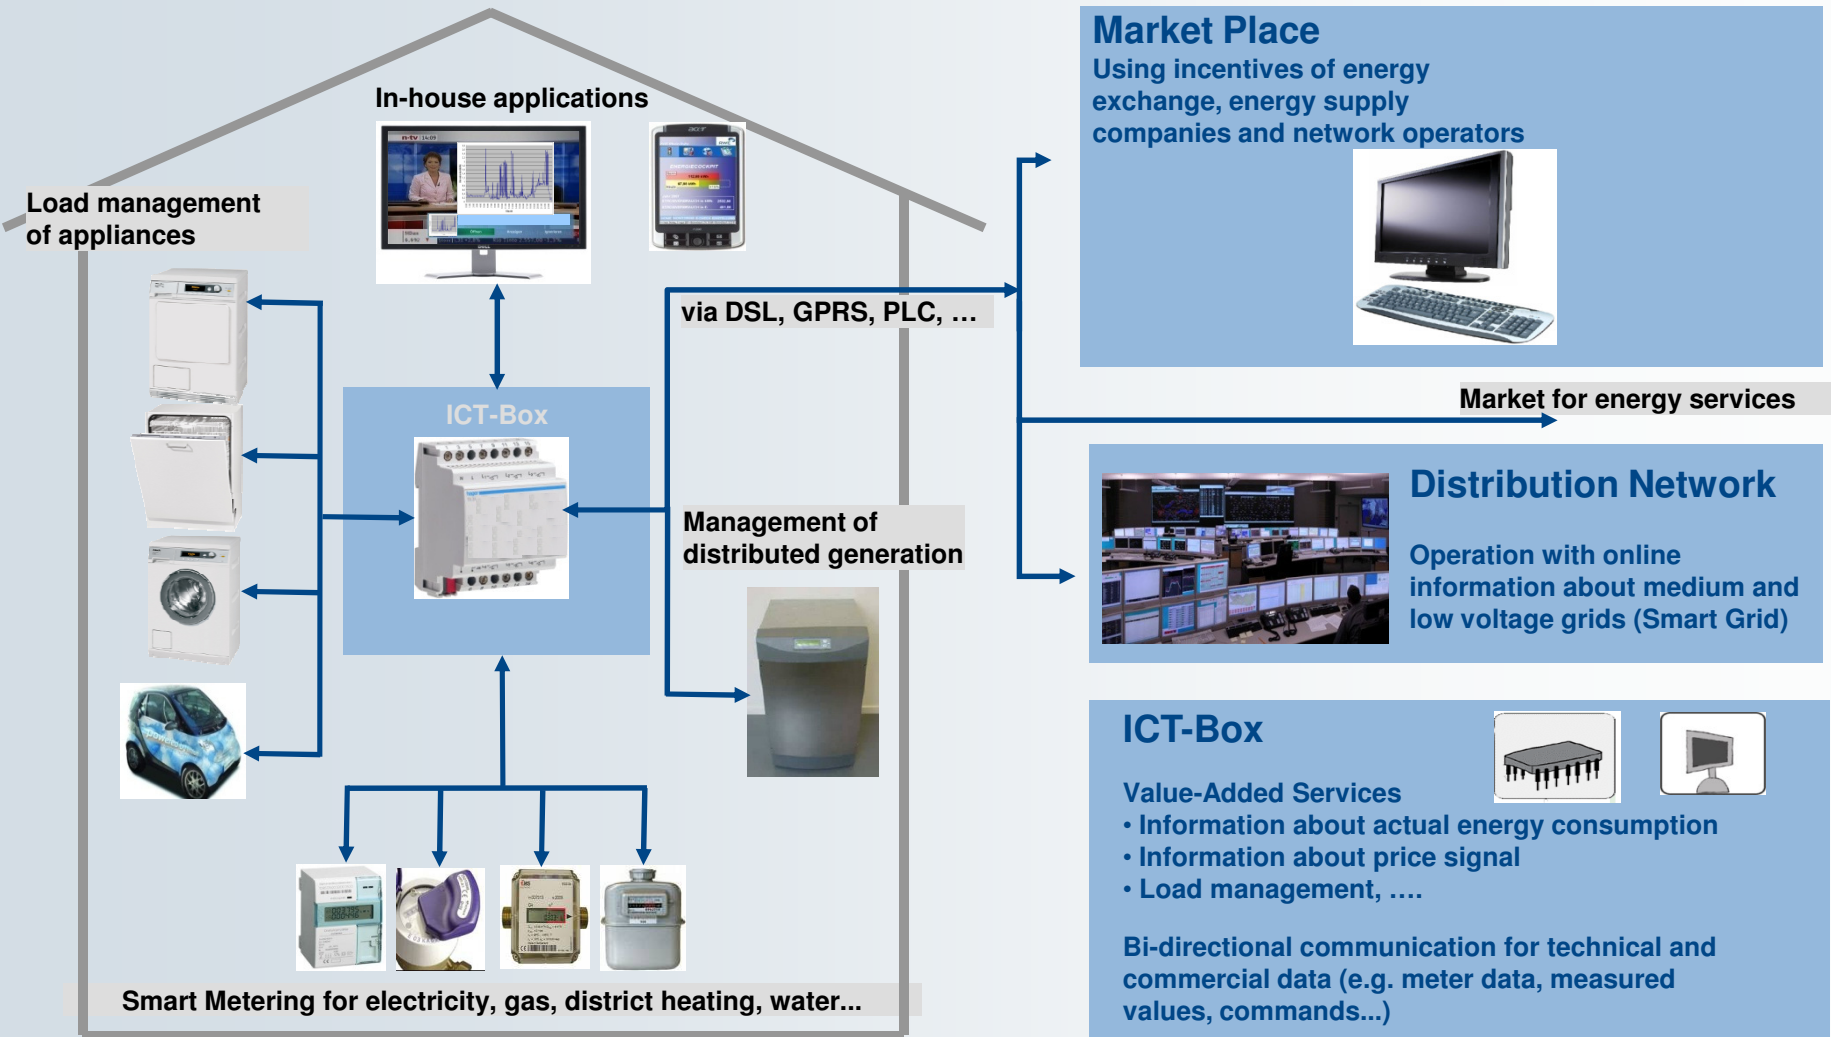 Market Place
Using incentives of energy
exchange, energy supply
companies and network operators
In-house applications
n-tv 14:09
acer
Load management
of appliances
via DSL, GPRS, PLC, …
Market for energy services
ICT-Box
Distribution Network
Operation with online
information about medium and
low voltage grids (Smart Grid)
Management of
distributed generation
ICT-Box
Value-Added Services
• Information about actual energy consumption
• Information about price signal
• Load management, ….
Bi-directional communication for technical and
commercial data (e.g. meter data, measured
values, commands...)
Smart Metering for electricity, gas, district heating, water...